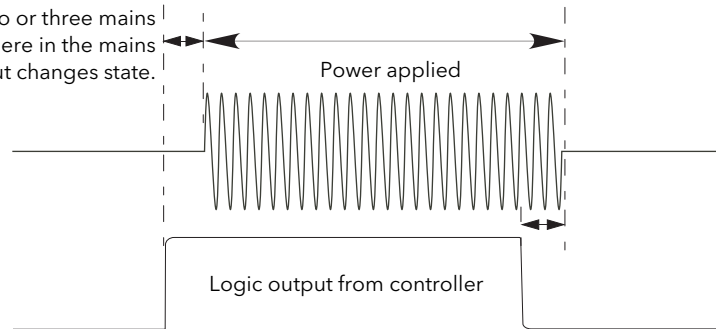 o or three mains
ere in the mains
ut changes state.
Power applied
Logic output from controller